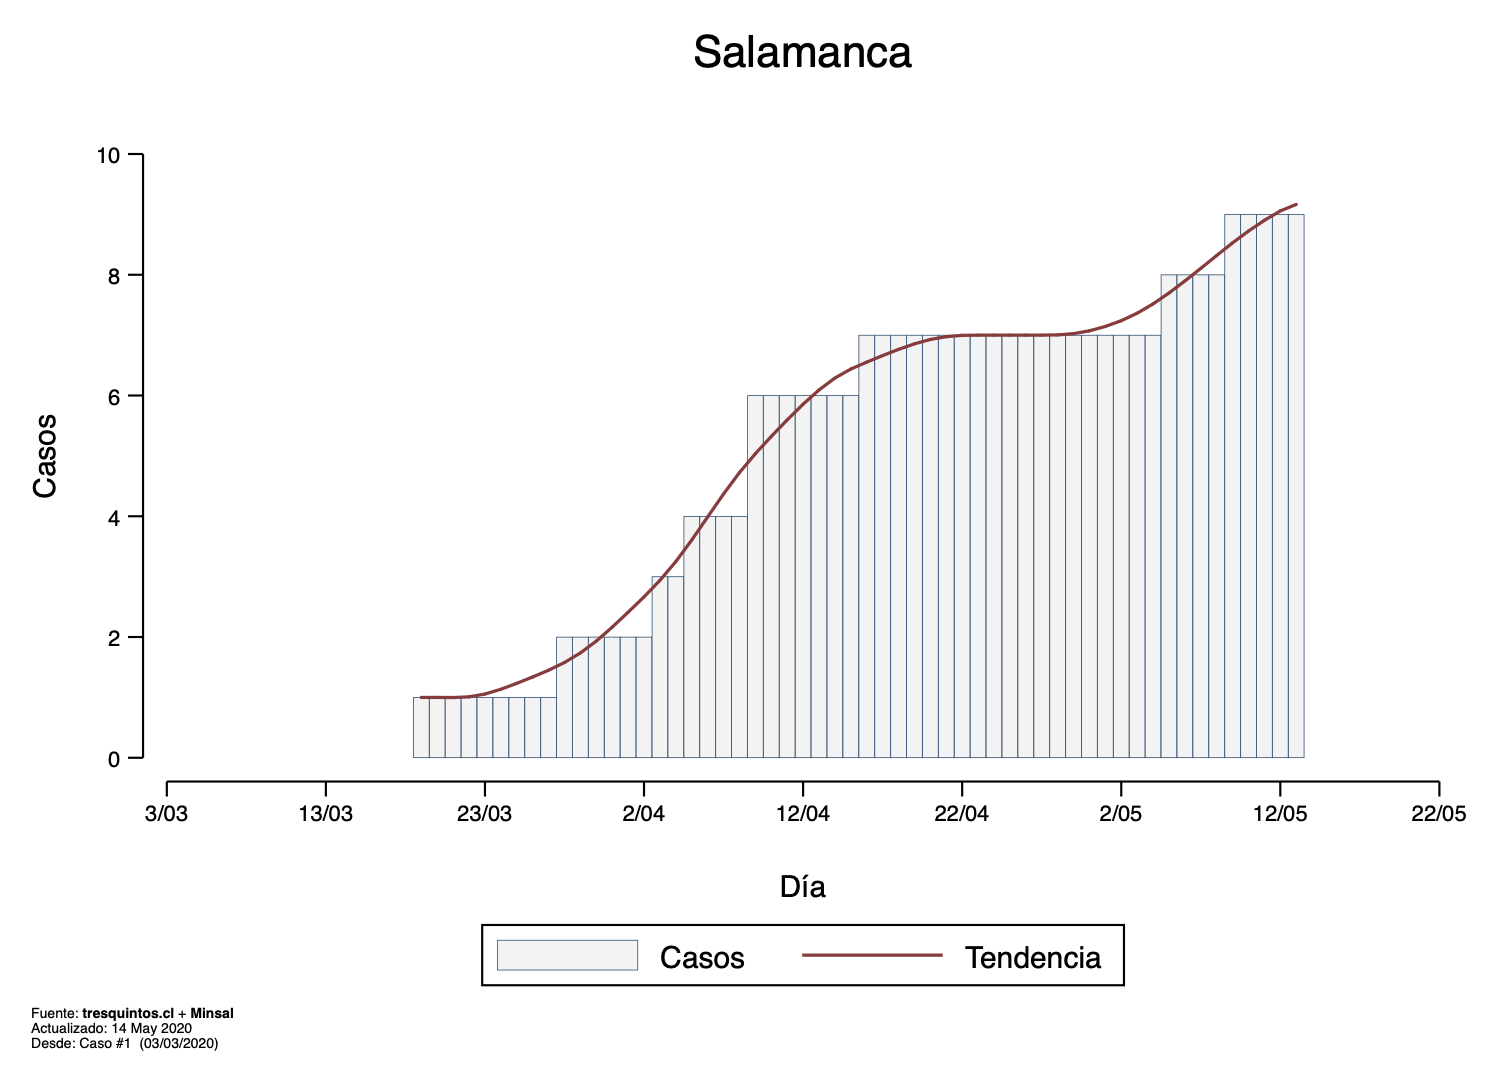 Salamanca
10
8
6
4
2
0
Casos
3/03 13/03 23/03 2/04 12/04 22/04 2/05 12/05 22/05
Día
Casos Tendencia
Fuente: tresquintos.cl + Minsal
Actualizado: 14 May 2020
Desde: Caso #1 (03/03/2020)